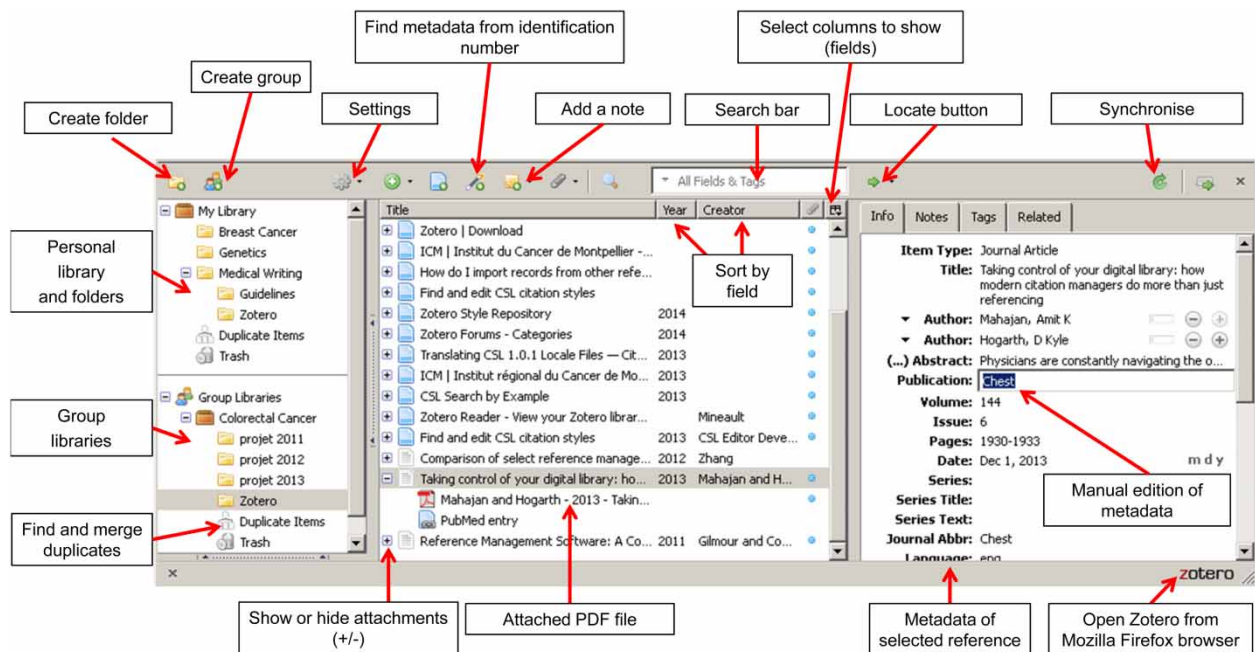 Find metadata from identification
number
Select columns to show
(fields)
Create group
Create folder
Settings
Add a note
Search bar
Locate button
Synchronise
All Fields & Tags
My Library
Breast Cancer
Genetics
Medical Writing
Guidelines
Zotero
Duplicate Items
Trash
Personal
library
and folders
Group Libraries
Colorectal Cancer
projet 2011
projet 2012
projet 2013
Zotero
Duplicate Items
Trash
Group
libraries
Find and merge
duplicates
Title Year Creator
Zotero | Download
ICM | Institut du Cancer de Montpellier -...
How do I import records from other refe...
Find and edit CSL citation styles
Zotero Style Repository 2014
Zotero Forums - Categories 2014
Translating CSL 1.0.1 Locale Files — Cit... 2013
ICM | Institut régional du Cancer de Mo... 2013
CSL Search by Example 2013
Zotero Reader - View your Zotero librar... Mineault
Find and edit CSL citation styles 2013 CSL Editor Deve...
Comparison of select reference manage... 2012 Zhang
Taking control of your digital library: ho... 2013 Mahajan and H...
Mahajan and Hogarth - 2013 - Takin...
PubMed entry
Reference Management Software: A Co... 2011 Gilmour and Co...
Sort by
field
Info Notes Tags Related
Item Type: Journal Article
Title: Taking control of your digital library: how
modern citation managers do more than just
referencing
Author: Mahajan, Amit K
Author: Hogarth, D Kyle
(...) Abstract: Physicians are constantly navigating the o...
Publication: Chest
Volume: 144
Issue: 6
Pages: 1930-1933
Date: Dec 1, 2013 m d y
Series:
Series Title:
Series Text:
Journal Abbr: Chest
Language: eng
Manual edition of
metadata
zotero
Show or hide attachments
(+/-)
Attached PDF file
Metadata of
selected reference
Open Zotero from
Mozilla Firefox browser